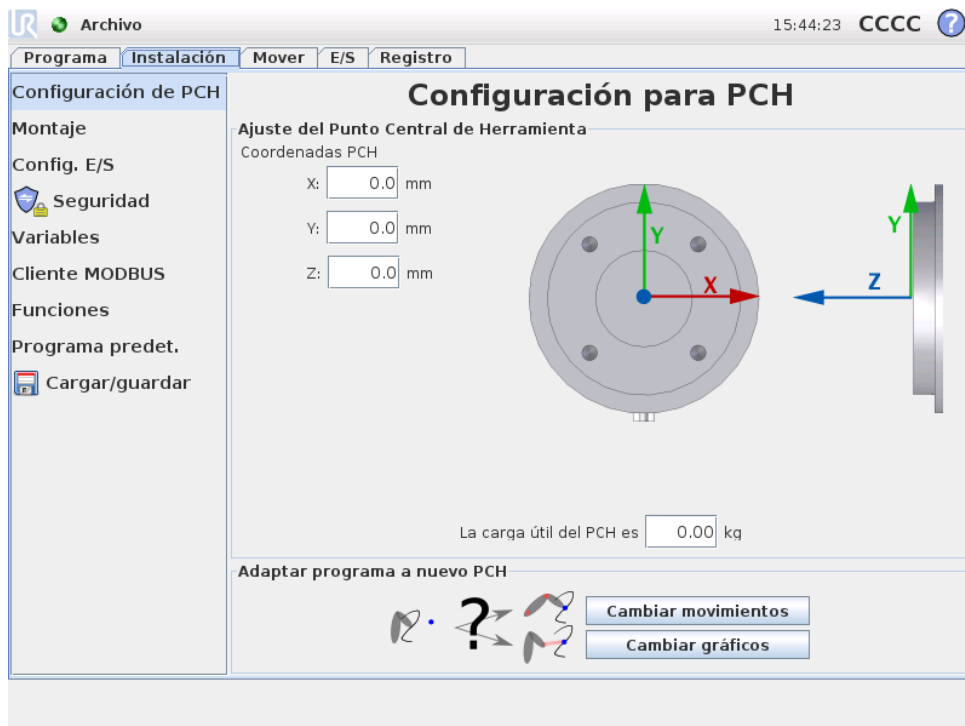 UR Archivo 15:44:23 CCCC ?
Programa Instalación Mover E/S Registro
Configuración de PCH
Montaje
Config. E/S
Seguridad
Variables
Cliente MODBUS
Funciones
Programa predet.
Cargar/guardar
Configuración para PCH
Ajuste del Punto Central de Herramienta
Coordenadas PCH
X: 0.0 mm
Y: 0.0 mm
Z: 0.0 mm
Y
X
Y
Z
La carga útil del PCH es 0.00 kg
Adaptar programa a nuevo PCH
?
Cambiar movimientos
Cambiar gráficos